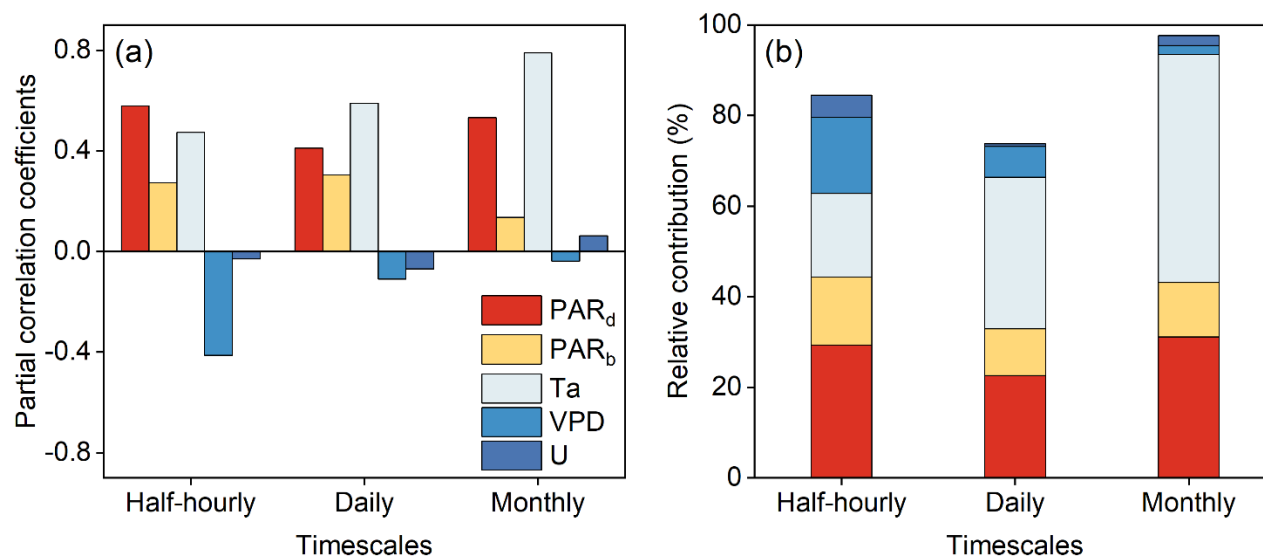 (a)
Partial correlation coefficients
0.8
0.4
0.0
-0.4
-0.8
PARd
PARb
Ta
VPD
U
Half-hourly Daily Monthly
Timescales
(b)
Relative contribution (%)
100
80
60
40
20
0
Half-hourly Daily Monthly
Timescales